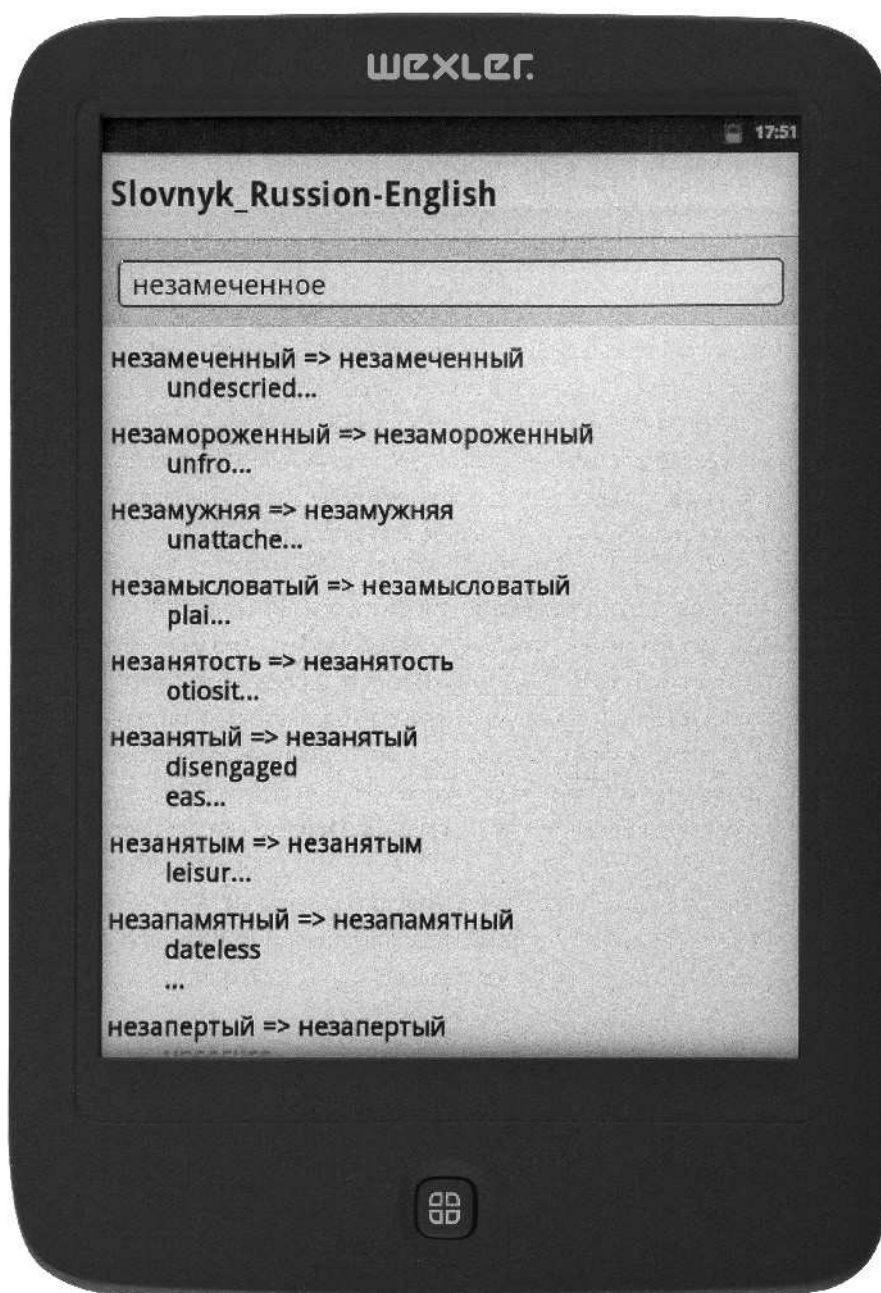 wexler.
17:51
Slovnyk_Russion-English
незамеченное
незамеченный => незамеченный
undescried...
незамороженный => незамороженный
unfro...
незамужняя => незамужняя
unattache...
незамысловатый => незамысловатый
plai...
незанятость => незанятость
otiosit...
незанятый => незанятый
disengaged
eas...
незанятым => незанятым
leisur...
незапамятный => незапамятный
dateless
...
незапертый => незапертый